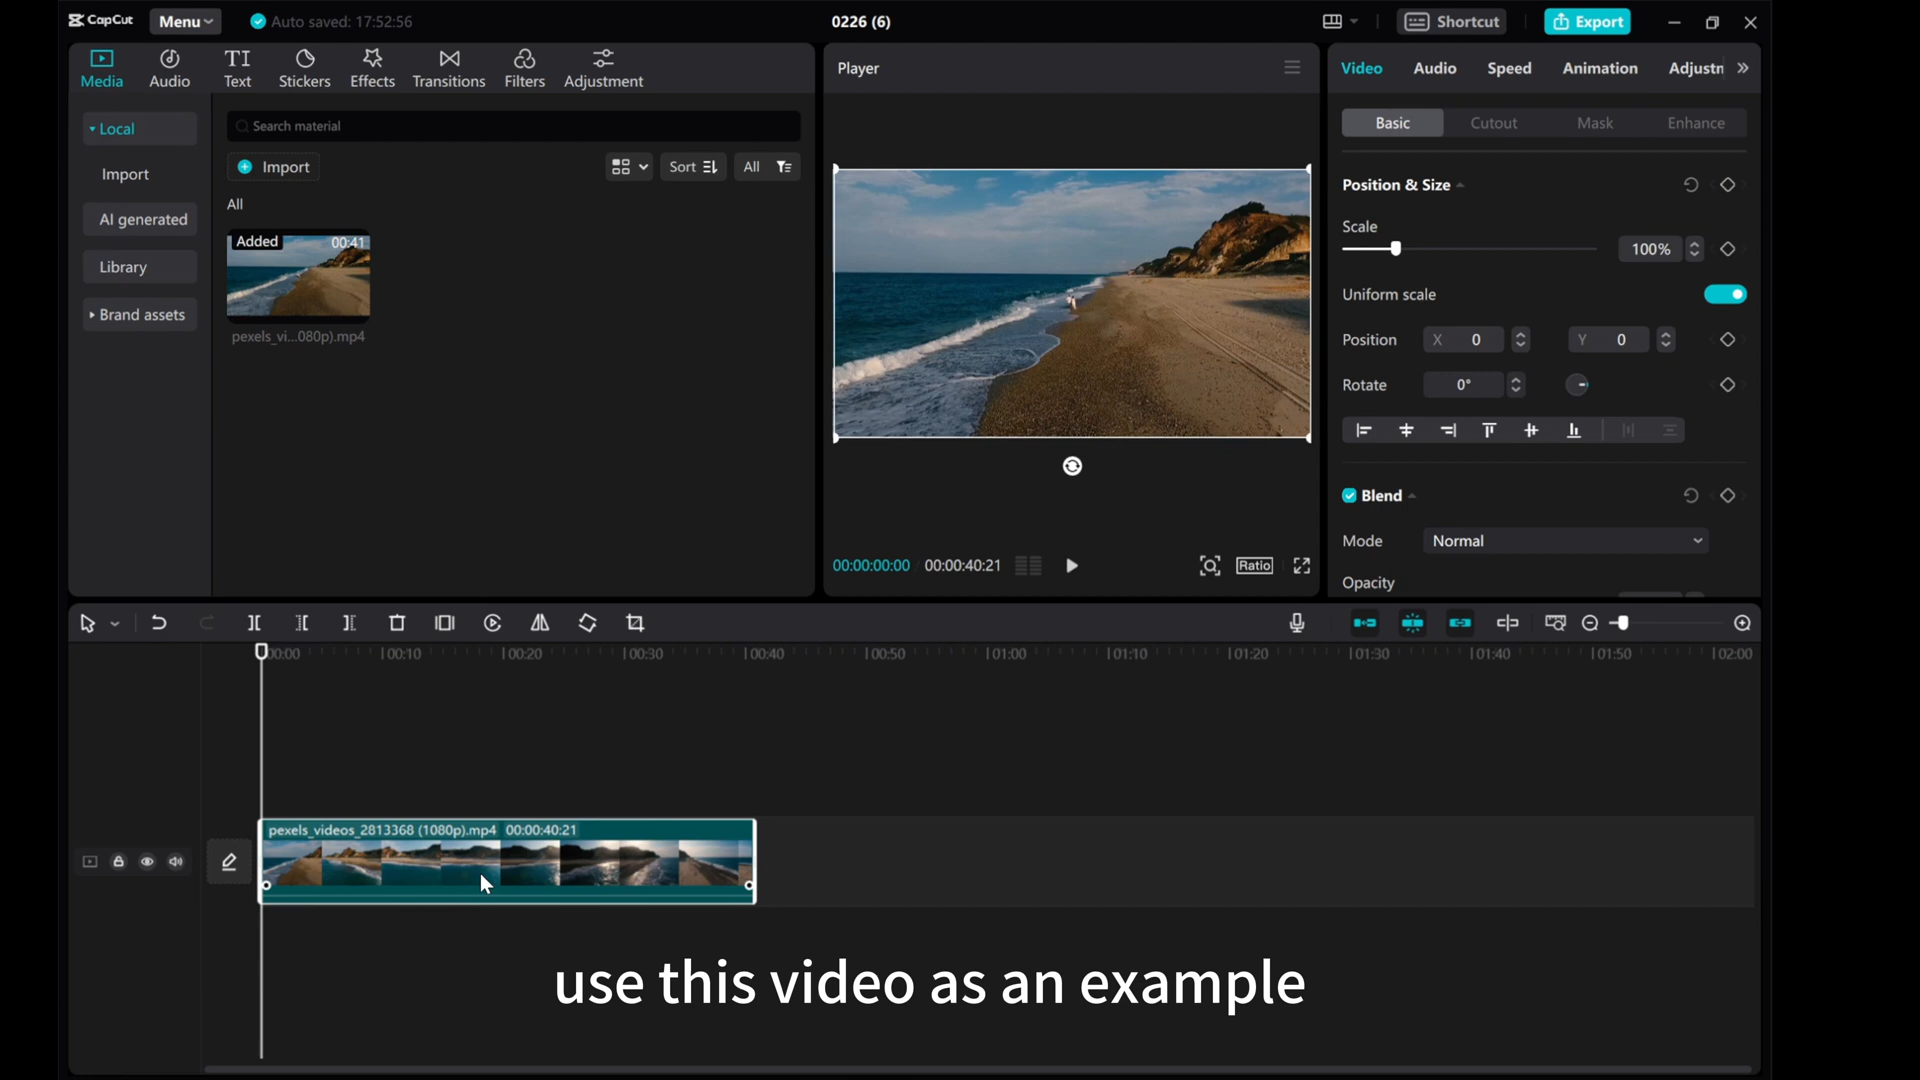 CapCut
Menu
Auto saved: 17:52:56
0226 (6)
Shortcut
Export
Media
Audio
Text
Stickers
Effects
Transitions
Filters
Adjustment
Local
Import
AI generated
Library
Brand assets
Search material
Import
Sort
All
All
Added
00:41
pexels_vi...080p).mp4
Player
00:00:00:00
00:00:40:21
Ratio
Video
Audio
Speed
Animation
Adjustn
Basic
Cutout
Mask
Enhance
Position & Size
Scale
100%
Uniform scale
Position
X 0
Y 0
Rotate
0°
Blend
Mode
Normal
Opacity
00:00
00:10
00:20
00:30
00:40
00:50
01:00
01:10
01:20
01:30
01:40
01:50
02:00
pexels_videos_2813368 (1080p).mp4 00:00:40:21
use this video as an example